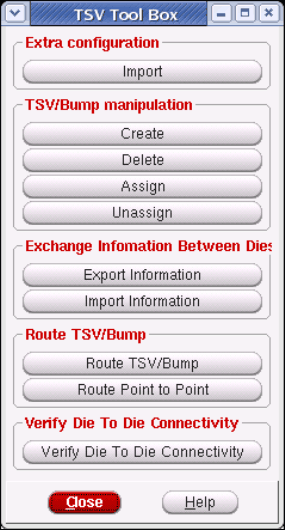 TSV Tool Box
Extra configuration
Import
TSV/Bump manipulation
Create
Delete
Assign
Unassign
Exchange Infomation Between Dies
Export Information
Import Information
Route TSV/Bump
Route TSV/Bump
Route Point to Point
Verify Die To Die Connectivity
Verify Die To Die Connectivity
Close Help